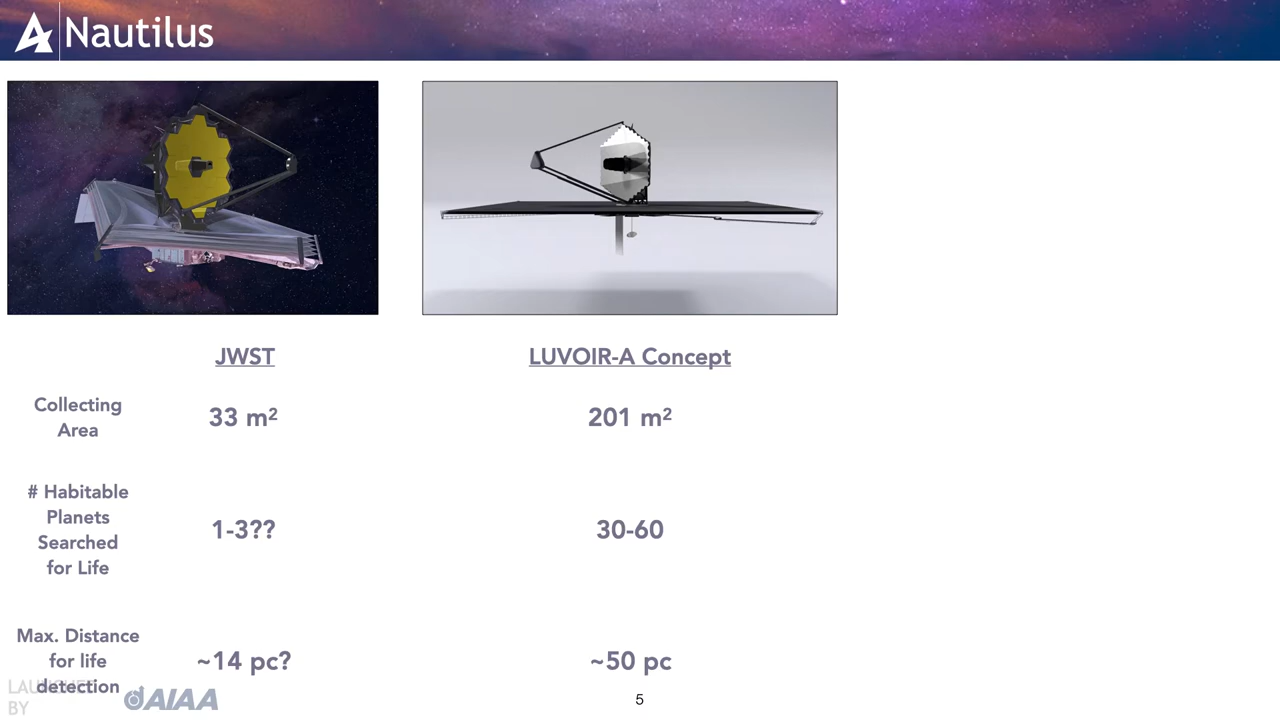 Nautilus
JWST
LUVOIR-A Concept
Collecting
Area
33 m²
201 m²
# Habitable
Planets
Searched
for Life
1-3??
30-60
Max. Distance
for life
detection
~14 pc?
~50 pc
BY
AIAA
5